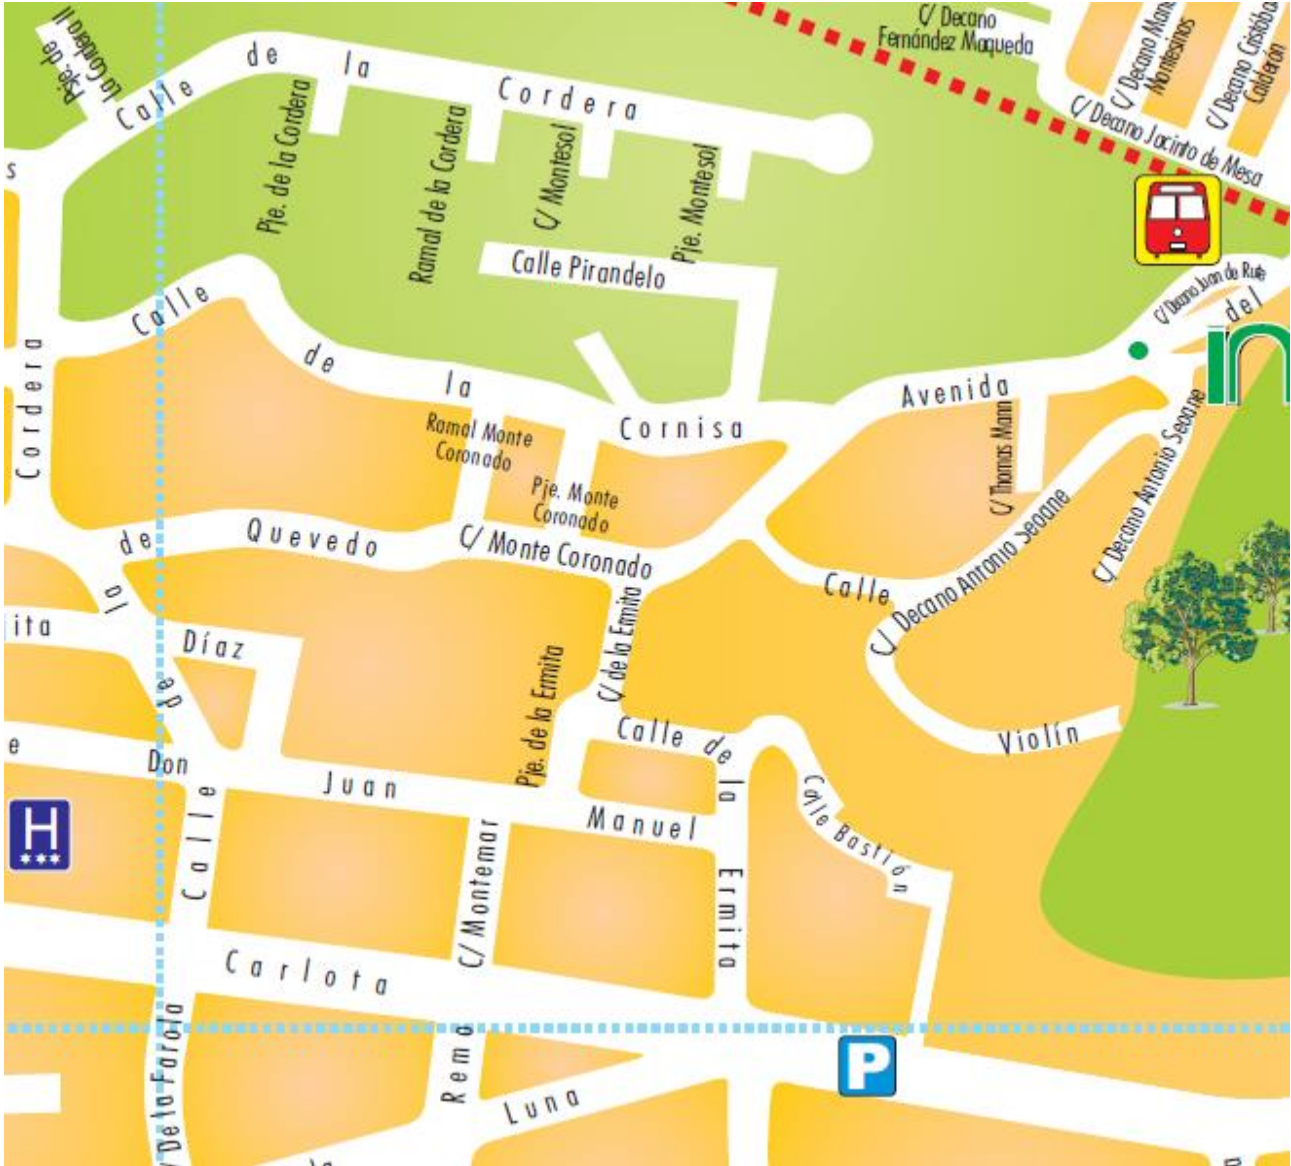 C/ Decano
Fernández Maqueda
C/ Decano
Montesinos
C/ Decano Cristóbal
Calderón
C/ Decano Jacinto de Mesa
Pje. de
La Cordera II
Calle de la Cordera
s
Pje. de la Cordera
Ramal de la Cordera
C/ Montesol
Pje. Montesol
Calle Pirandelo
C/ Decano Juan de Rute
del
in
Calle de la Cornisa
Avenida
Cordera
Ramal Monte
Coronado
Pje. Monte
Coronado
C/ Thomas Mann
C/ Decano Antonio Seoane
C/ Decano Antonio Seoane
de Quevedo
C/ Monte Coronado
Calle
la
ita
Díaz
de
C/ de la Ermita
Pje. de la Ermita
C/
Violín
e
Don Juan Manuel
Calle de la Ermita
Calle Bastión
H
***
Calle
C/ Montemar
Carlota
De la Farola
Remo
Luna
P